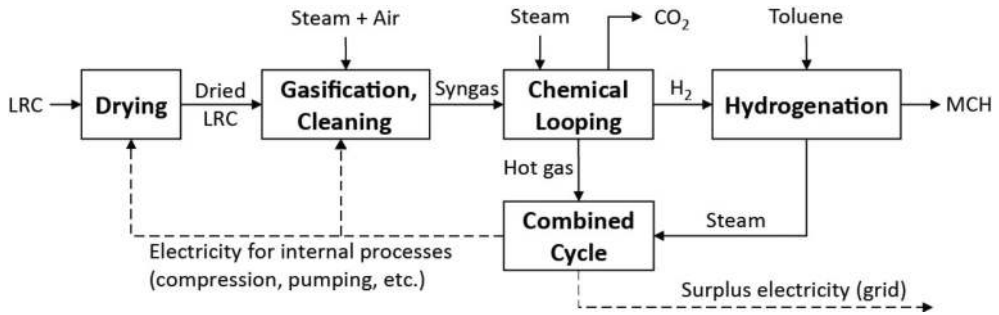 Steam + Air
Steam
CO₂
Toluene
LRC
Drying
Dried
LRC
Gasification,
Cleaning
Syngas
Chemical
Looping
H₂
Hydrogenation
MCH
Hot gas
Combined
Cycle
Steam
Electricity for internal processes
(compression, pumping, etc.)
Surplus electricity (grid)